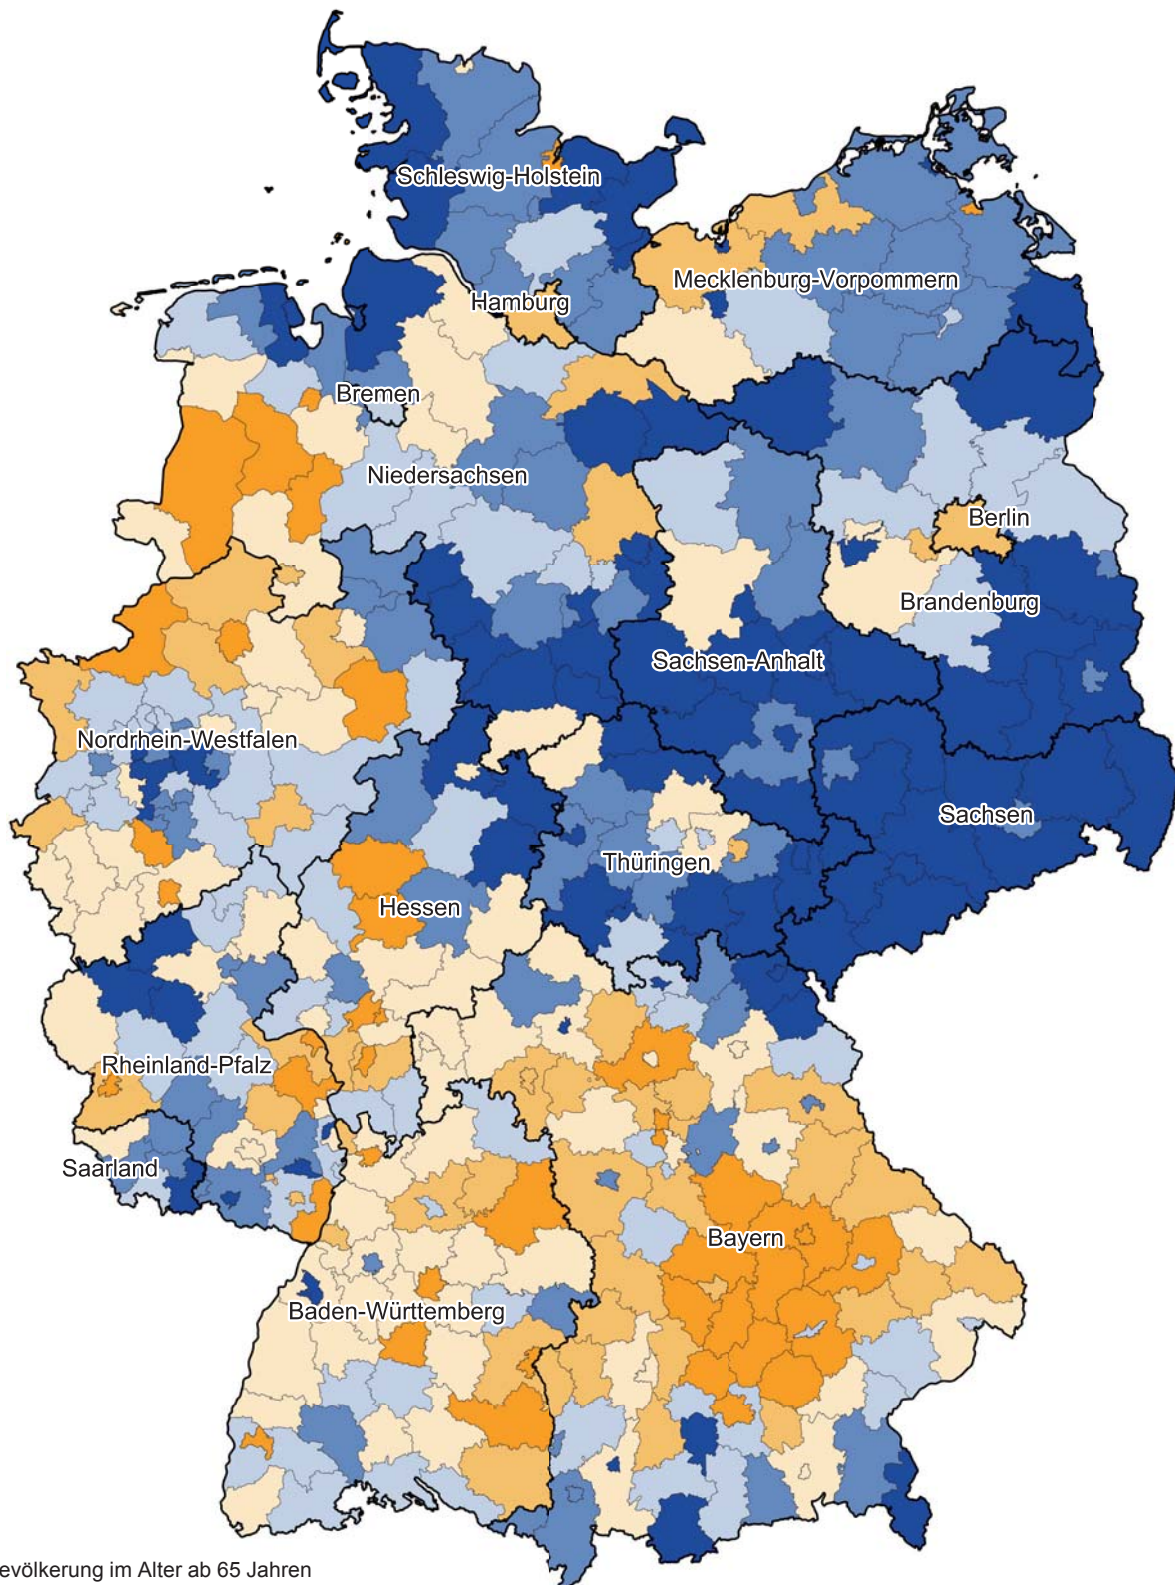 Schleswig-Holstein
Mecklenburg-Vorpommern
Hamburg
Bremen
Niedersachsen
Berlin
Brandenburg
Sachsen-Anhalt
Nordrhein-Westfalen
Sachsen
Thüringen
Hessen
Rheinland-Pfalz
Saarland
Bayern
Baden-Württemberg
evölkerung im Alter ab 65 Jahren